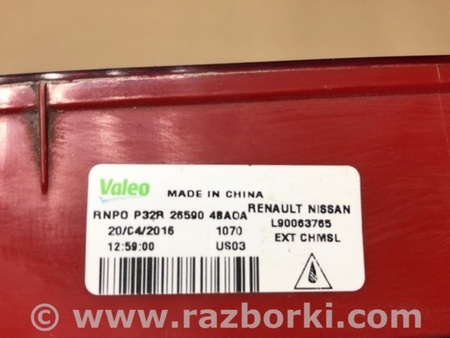 Valeo MADE IN CHINA
RNPO P32R 26590 4BA0A RENAULT NISSAN
20/04/2016 1070 L90063765
12:59:00 US03 EXT CHMSL
© www.razborki.com